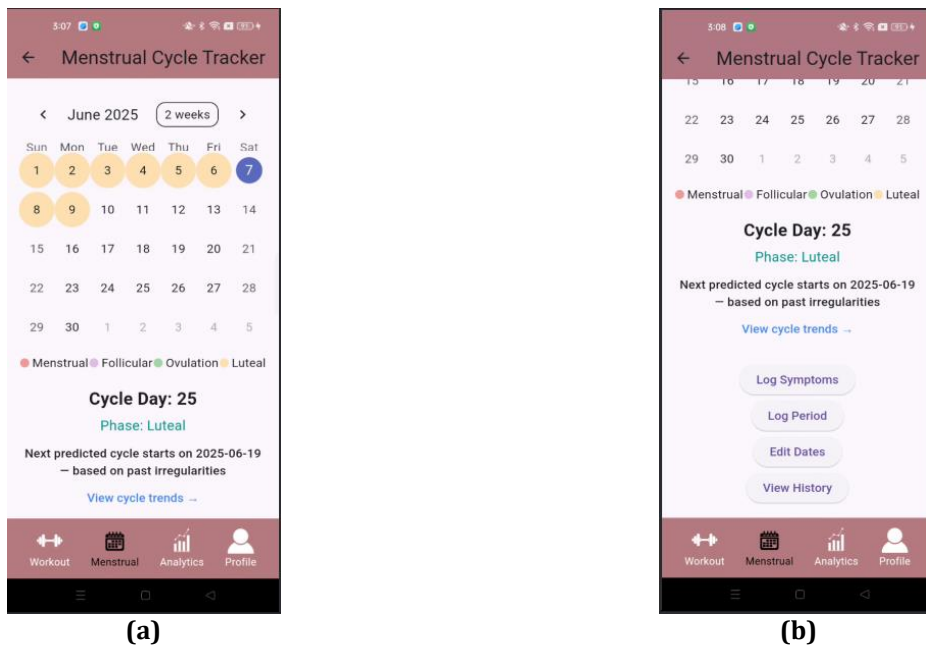 3:07
Menstrual Cycle Tracker
June 2025 2 weeks
Sun Mon Tue Wed Thu Fri Sat
1 2 3 4 5 6 7
8 9 10 11 12 13 14
15 16 17 18 19 20 21
22 23 24 25 26 27 28
29 30 1 2 3 4 5
Menstrual Follicular Ovulation Luteal
Cycle Day: 25
Phase: Luteal
Next predicted cycle starts on 2025-06-19
— based on past irregularities
View cycle trends →
Workout Menstrual Analytics Profile
(a)
3:08
Menstrual Cycle Tracker
15 16 17 18 19 20 21
22 23 24 25 26 27 28
29 30 1 2 3 4 5
Menstrual Follicular Ovulation Luteal
Cycle Day: 25
Phase: Luteal
Next predicted cycle starts on 2025-06-19
— based on past irregularities
View cycle trends →
Log Symptoms
Log Period
Edit Dates
View History
Workout Menstrual Analytics Profile
(b)